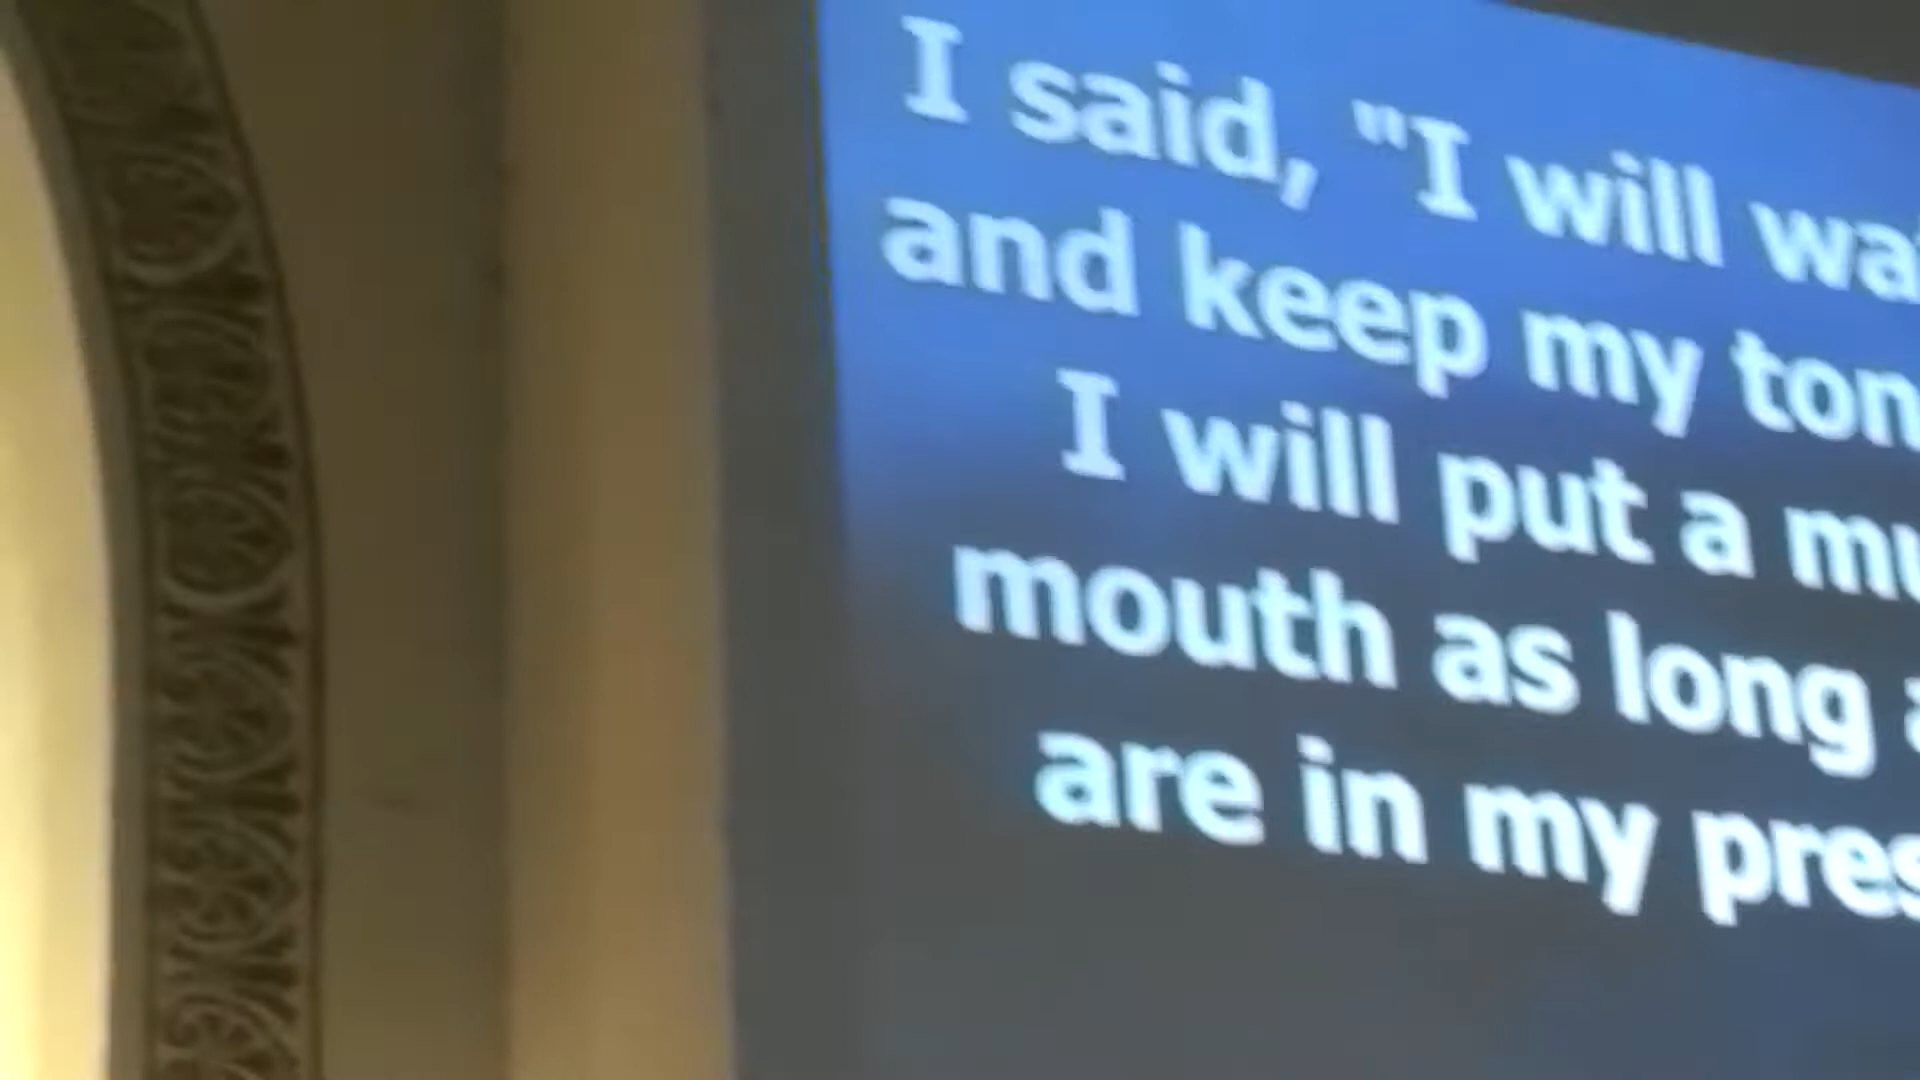 I said, "I will wa
and keep my ton
I will put a mu
mouth as long a
are in my pres